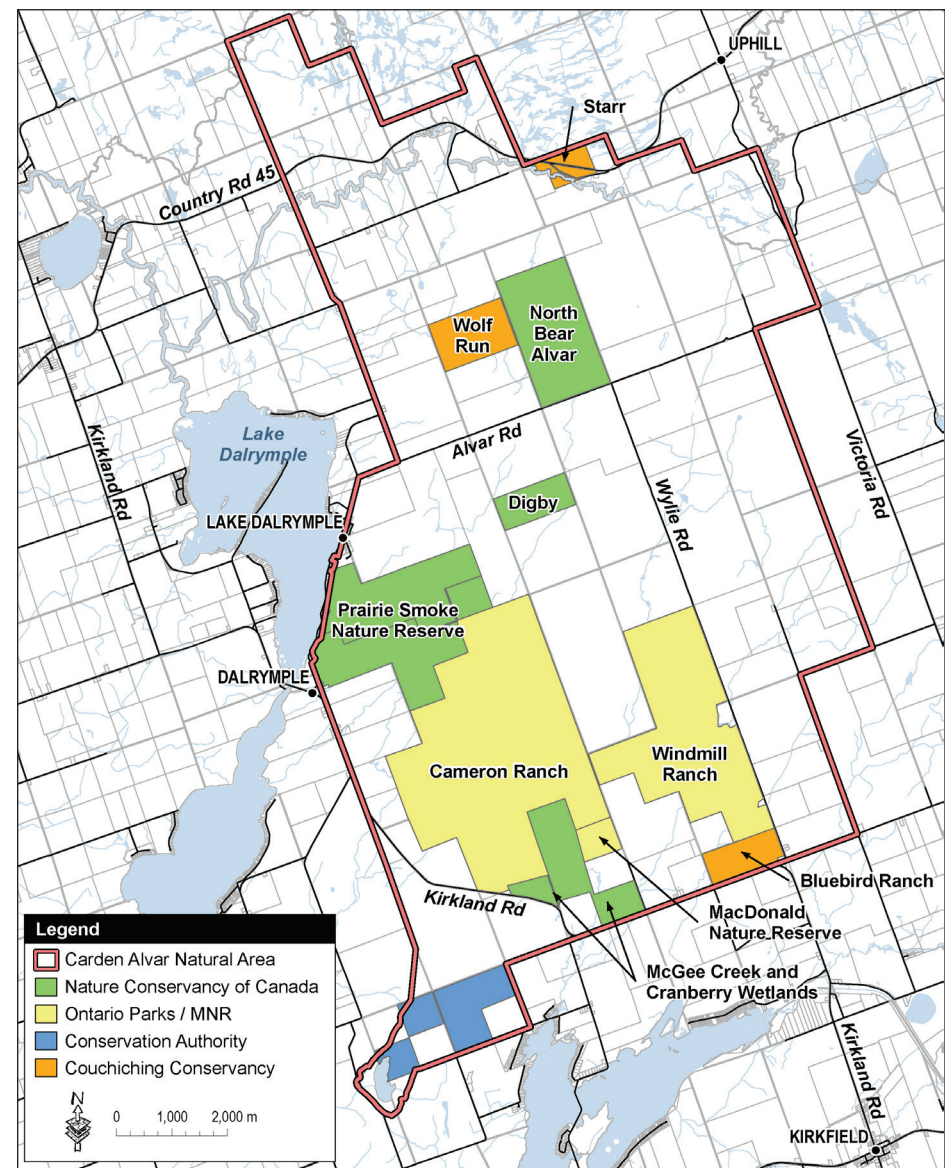 UPHILL
Starr
Country Rd 45
Wolf
Run
North
Bear
Alvar
Lake
Dalrymple
Kirkland Rd
Alvar Rd
Victoria Rd
Wylie Rd
Digby
LAKE DALRYMPLE
Prairie Smoke
Nature Reserve
DALRYMPLE
Cameron Ranch
Windmill
Ranch
Bluebird Ranch
Kirkland Rd
MacDonald
Nature Reserve
McGee Creek and
Cranberry Wetlands
Kirkland Rd
KIRKFIELD
Legend
Carden Alvar Natural Area
Nature Conservancy of Canada
Ontario Parks / MNR
Conservation Authority
Couchiching Conservancy
N
0 1,000 2,000 m